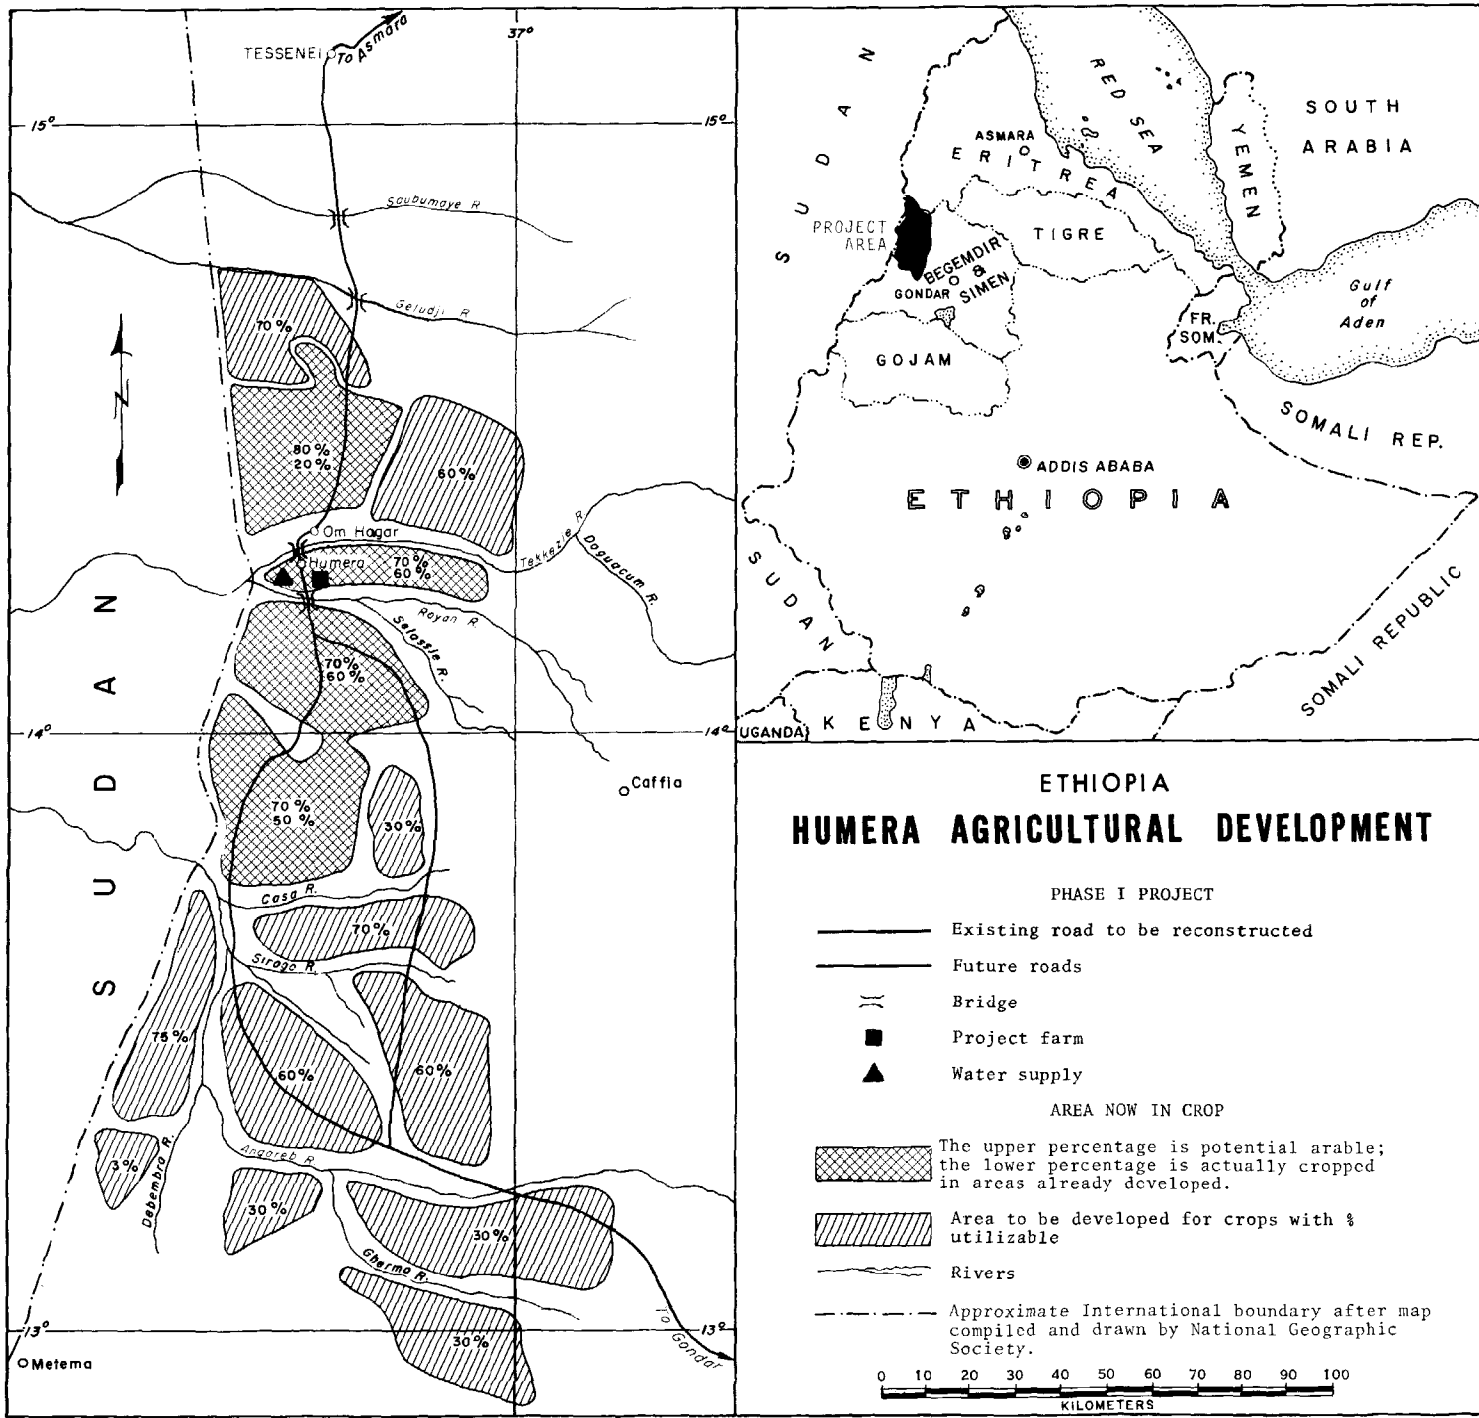 37°
TESSENEI
To Asmara
15°
15°
Soubumaye R
Geludji R
70%
N
80%
20%
60%
Om Hagar
Humera
70%
60%
Tekkezie R.
Doguacum R.
Royan R.
Selassie R.
70%
60%
SUDAN
14°
14°
Caffia
70%
50%
30%
Casa R.
70%
Sirago R.
75%
60%
60%
Angareb R
3%
Debembra R.
30%
30%
Gherma R.
30%
13°
13°
To Gondar
Metema
SUDAN
RED SEA
SOUTH
ARABIA
YEMEN
ASMARA
ERITREA
PROJECT
AREA
TIGRE
BEGEMDIR
&
SIMEN
GONDAR
Gulf
of
Aden
FR.
SOM.
GOJAM
SOMALI REP.
ADDIS ABABA
ETHIOPIA
SUDAN
SOMALI REPUBLIC
UGANDA
KENYA
ETHIOPIA
HUMERA AGRICULTURAL DEVELOPMENT
PHASE I PROJECT
Existing road to be reconstructed
Future roads
Bridge
Project farm
Water supply
AREA NOW IN CROP
The upper percentage is potential arable;
the lower percentage is actually cropped
in areas already developed.
Area to be developed for crops with %
utilizable
Rivers
Approximate International boundary after map
compiled and drawn by National Geographic
Society.
0 10 20 30 40 50 60 70 80 90 100
KILOMETERS